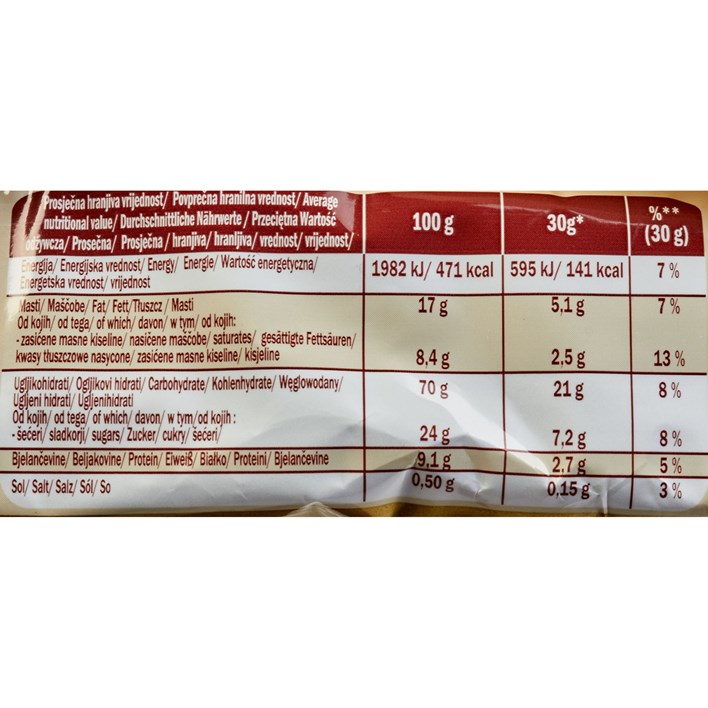 Prosječna hranjiva vrijednost/ Povprečna hranilna vrednost/ Average
nutritional value/ Durchschnittliche Nährwerte / Przeciętna Wartość
odżywcza/ Prosečna/ Prosječna / hranjiva/ hranljiva/ vrednost/ vrijednost/
100 g
30g*
%**
(30 g)
Energija/ Energijska vrednost/ Energy/ Energie/ Wartość energetyczna/
Energetska vrednost/ vrijednost
1982 kJ/ 471 kcal
595 kJ/ 141 kcal
7 %
Masti/ Maščobe/ Fat/ Fett/Tłuszcz / Masti
17 g
5,1 g
7 %
Od kojih/ od tega/ of which/ davon/ w tym/ od kojih:
- zasićene masne kiseline/ nasičene maščobe/ saturates/ gesättigte Fettsäuren/
kwasy tłuszczowe nasycone/ zasićene masne kiseline/ kisjeline
8,4 g
2,5 g
13 %
Ugljikohidrati/ Ogljikovi hidrati/ Carbohydrate/ Kohlenhydrate/ Węglowodany/
Ugljeni hidrati/ Ugljenihidrati
70 g
21 g
8 %
Od kojih/ od tega/ of which/ davon/ w tym/od kojih :
- šećeri/ sladkorji/ sugars/ Zucker/ cukry/ šećeri
24 g
7,2 g
8 %
Bjelančevine/ Beljakovine/ Protein/ Eiweiß/ Białko/ Proteini/ Bjelančevine
9,1 g
2,7 g
5 %
Sol/ Salt/ Salz/ Sól/ So
0,50 g
0,15 g
3 %